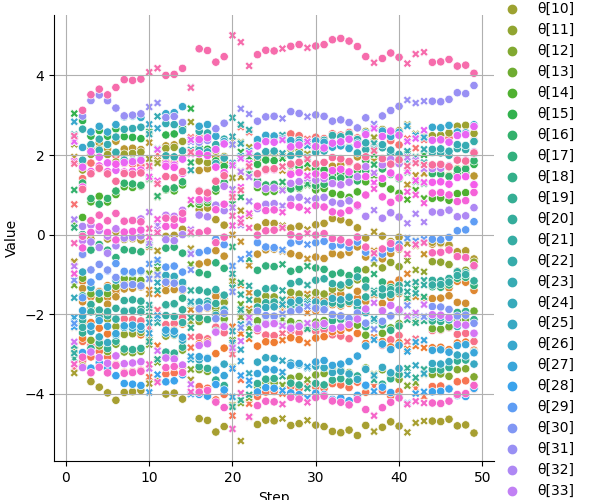 4
2
0
−2
−4
Value
0
10
20
30
40
50
Step
θ[10]
θ[11]
θ[12]
θ[13]
θ[14]
θ[15]
θ[16]
θ[17]
θ[18]
θ[19]
θ[20]
θ[21]
θ[22]
θ[23]
θ[24]
θ[25]
θ[26]
θ[27]
θ[28]
θ[29]
θ[30]
θ[31]
θ[32]
θ[33]